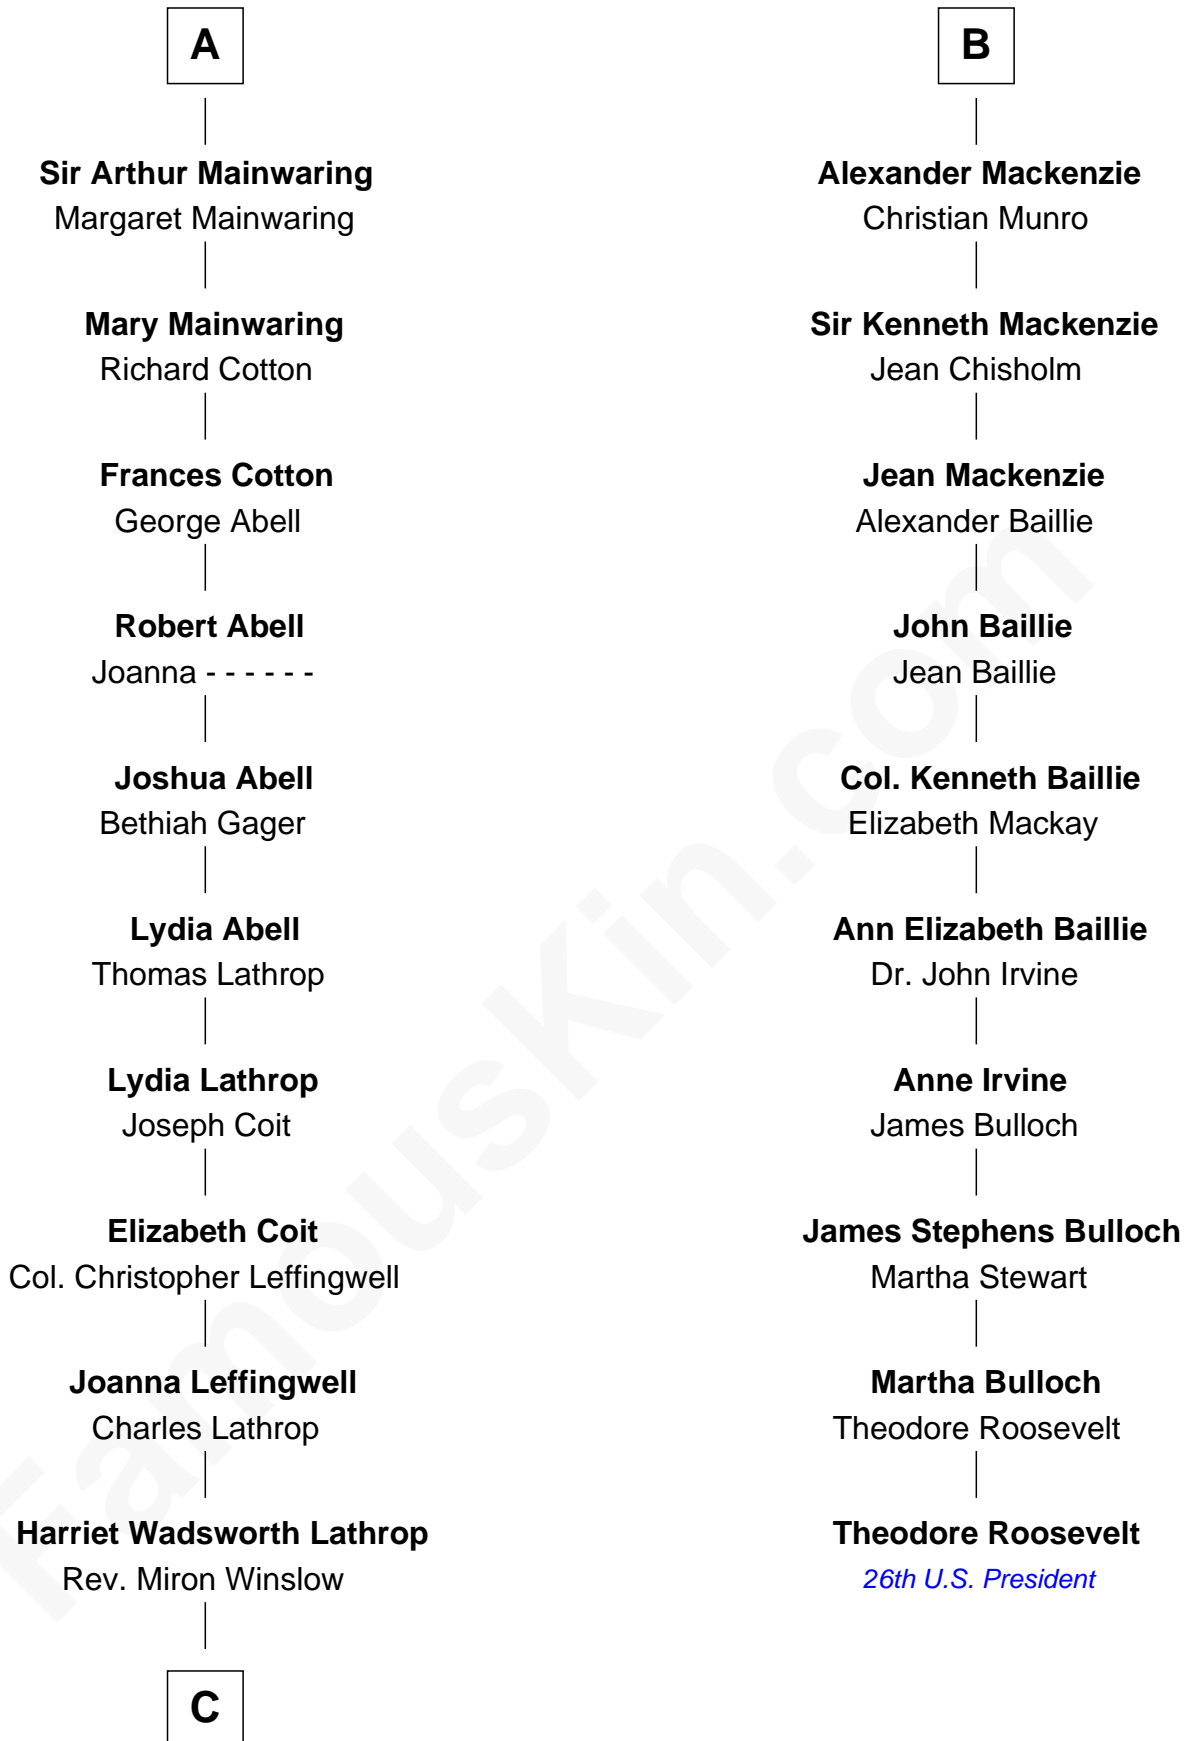 A
Sir Arthur Mainwaring
Margaret Mainwaring
Mary Mainwaring
Richard Cotton
Frances Cotton
George Abell
Robert Abell
Joanna - - - - - -
Joshua Abell
Bethiah Gager
Lydia Abell
Thomas Lathrop
Lydia Lathrop
Joseph Coit
Elizabeth Coit
Col. Christopher Leffingwell
Joanna Leffingwell
Charles Lathrop
Harriet Wadsworth Lathrop
Rev. Miron Winslow
C
B
Alexander Mackenzie
Christian Munro
Sir Kenneth Mackenzie
Jean Chisholm
Jean Mackenzie
Alexander Baillie
John Baillie
Jean Baillie
Col. Kenneth Baillie
Elizabeth Mackay
Ann Elizabeth Baillie
Dr. John Irvine
Anne Irvine
James Bulloch
James Stephens Bulloch
Martha Stewart
Martha Bulloch
Theodore Roosevelt
Theodore Roosevelt
26th U.S. President
FamousKin.com